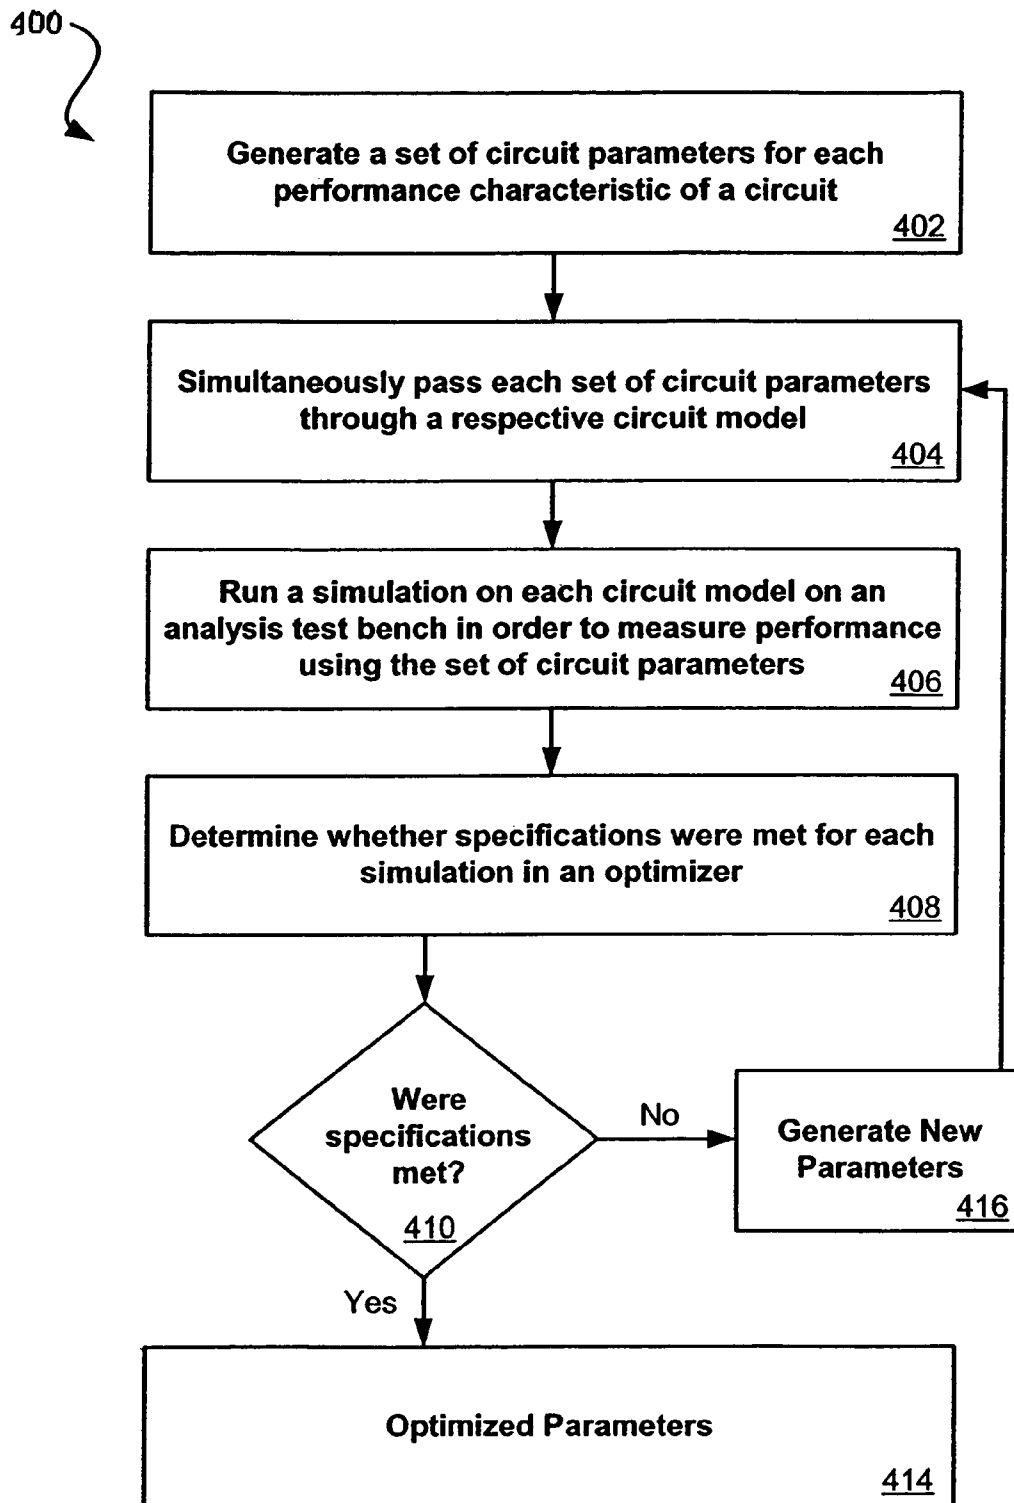 400
Generate a set of circuit parameters for each
performance characteristic of a circuit
402
Simultaneously pass each set of circuit parameters
through a respective circuit model
404
Run a simulation on each circuit model on an
analysis test bench in order to measure performance
using the set of circuit parameters
406
Determine whether specifications were met for each
simulation in an optimizer
408
Were
specifications
met?
410
No
Generate New
Parameters
416
Yes
Optimized Parameters
414